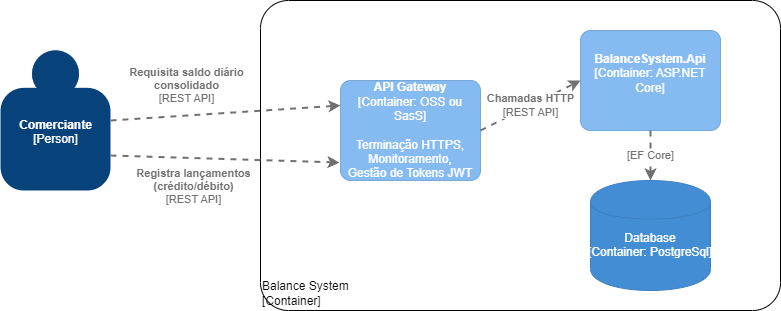 Comerciante
[Person]
Requisita saldo diário
consolidado
[REST API]
Registra lançamentos
(crédito/débito)
[REST API]
API Gateway
[Container: OSS ou
SasS]
Terminação HTTPS,
Monitoramento,
Gestão de Tokens JWT
Chamadas HTTP
[REST API]
BalanceSystem.Api
[Container: ASP.NET
Core]
[EF Core]
Database
[Container: PostgreSql]
Balance System
[Container]